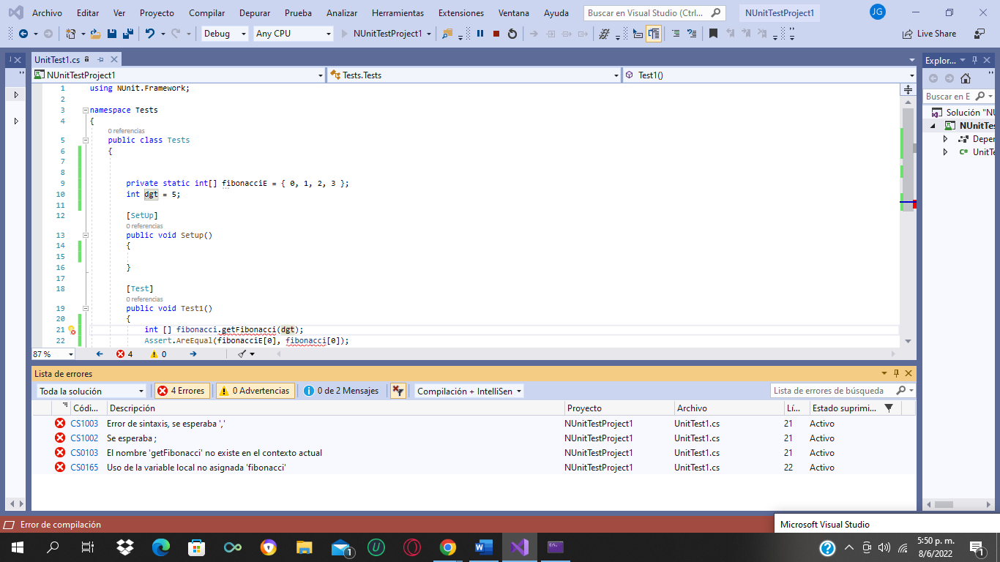 Archivo Editar Ver Proyecto Compilar Depurar Prueba Analizar Herramientas Extensiones Ventana Ayuda Buscar en Visual Studio (Ctrl... NUnitTestProject1 JG
Debug Any CPU NUnitTestProject1 Live Share
UnitTest1.cs Explor...
NUnitTestProject1 Tests.Tests Test1()
Buscar en E
Solución "NU
NUnitTes
Deper
UnitTe
1 using NUnit.Framework;
2
3 namespace Tests
4 {
0 referencias
5 public class Tests
6 {
7
8
9 private static int[] fibonacciE = { 0, 1, 2, 3 };
10 int dgt = 5;
11
12 [SetUp]
0 referencias
13 public void Setup()
14 {
15
16 }
17
18 [Test]
0 referencias
19 public void Test1()
20 {
21 int [] fibonacci.getFibonacci(dgt);
22 Assert.AreEqual(fibonacciE[0], fibonacci[0]);
87 % 4 0
Lista de errores
Toda la solución 4 Errores 0 Advertencias 0 de 2 Mensajes Compilación + IntelliSen Lista de errores de búsqueda
Códi... Descripción Proyecto Archivo Lí... Estado suprimi...
CS1003 Error de sintaxis, se esperaba ',' NUnitTestProject1 UnitTest1.cs 21 Activo
CS1002 Se esperaba ; NUnitTestProject1 UnitTest1.cs 21 Activo
CS0103 El nombre 'getFibonacci' no existe en el contexto actual NUnitTestProject1 UnitTest1.cs 21 Activo
CS0165 Uso de la variable local no asignada 'fibonacci' NUnitTestProject1 UnitTest1.cs 22 Activo
Error de compilación
Microsoft Visual Studio
1
5:50 p. m.
8/6/2022
1